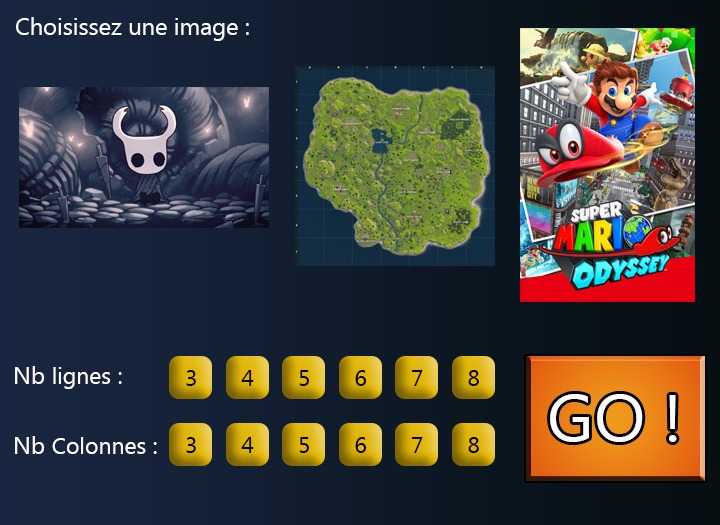 Choisissez une image :
SUPER
MARIO
ODYSSEY
Nb lignes :
3 4 5 6 7 8
Nb Colonnes :
3 4 5 6 7 8
GO !